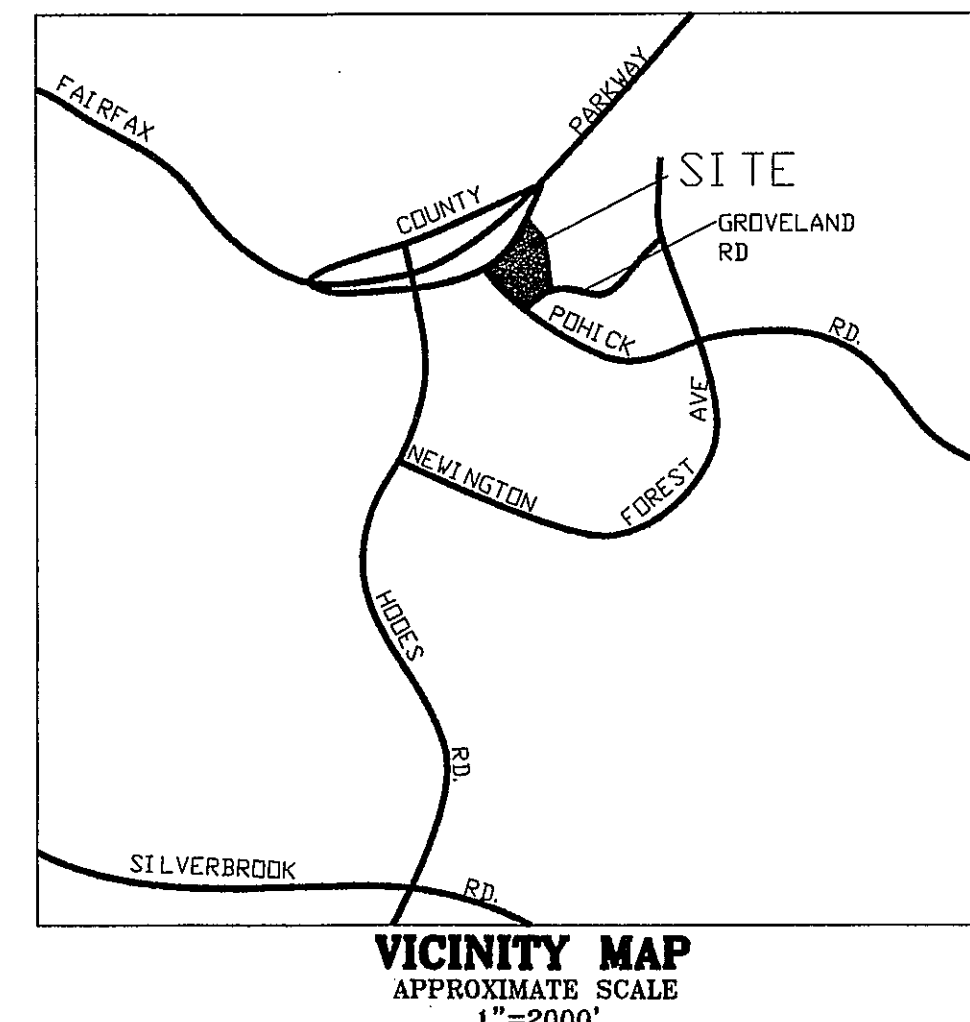 FAIRFAX
COUNTY
PARKWAY
SITE
GROVELAND
RD
POHICK
RD.
AVE
NEWINGTON
FOREST
HOOES
RD.
SILVERBROOK
RD.
VICINITY MAP
APPROXIMATE SCALE
1"=2000'